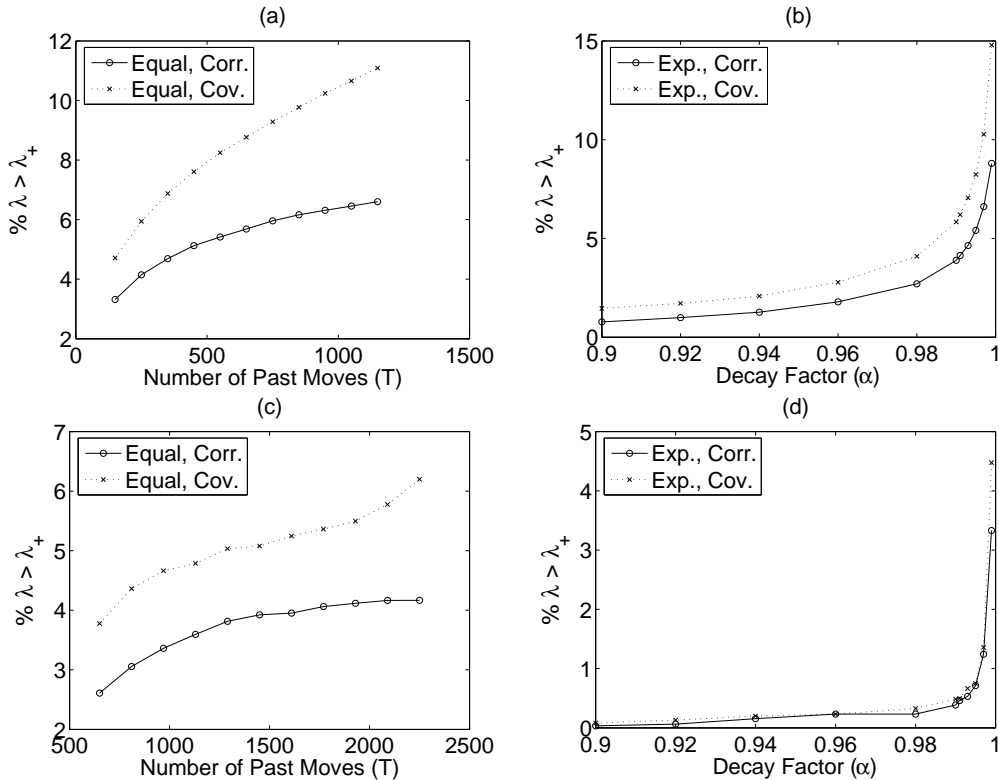 (a)
12
10
8
6
4
2
0
500
1000
1500
% λ > λ+
Number of Past Moves (T)
Equal, Corr.
Equal, Cov.
(b)
15
10
5
0
0.9
0.92
0.94
0.96
0.98
1
% λ > λ+
Decay Factor (α)
Exp., Corr.
Exp., Cov.
(c)
7
6
5
4
3
2
500
1000
1500
2000
2500
% λ > λ+
Number of Past Moves (T)
Equal, Corr.
Equal, Cov.
(d)
5
4
3
2
1
0
0.9
0.92
0.94
0.96
0.98
1
% λ > λ+
Decay Factor (α)
Exp., Corr.
Exp., Cov.